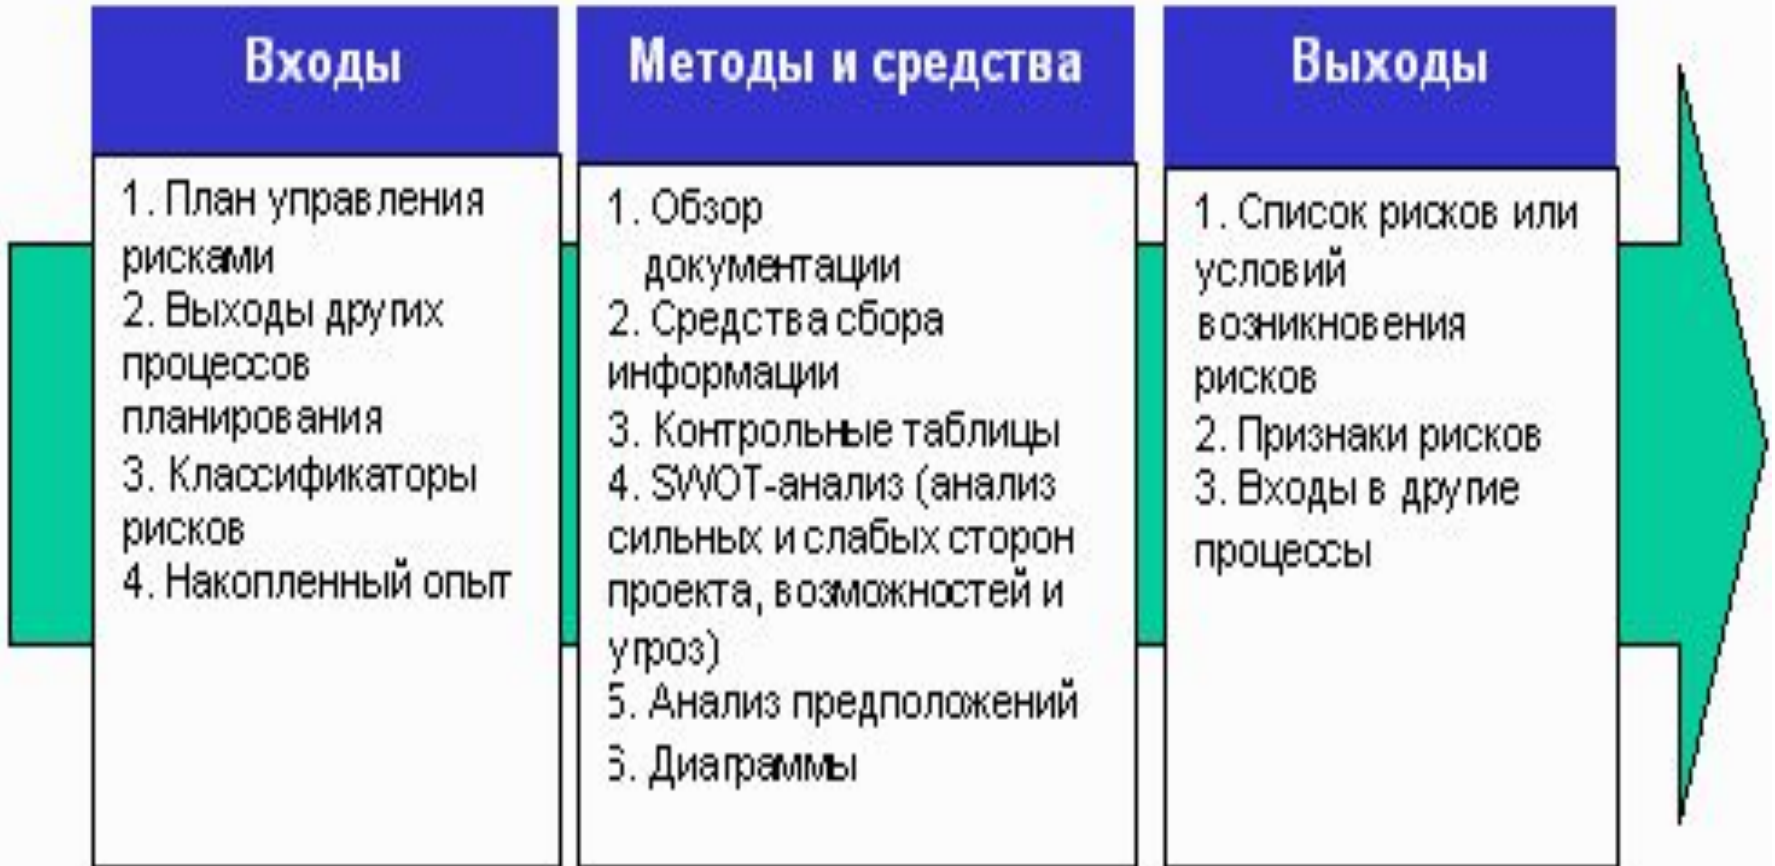 Входы
1. План управления
рисками
2. Выходы других
процессов
планирования
3. Классификаторы
рисков
4. Накопленный опыт
Методы и средства
1. Обзор
документации
2. Средства сбора
информации
3. Контрольные таблицы
4. SWOT-анализ (анализ
сильных и слабых сторон
проекта, возможностей и
угроз)
5. Анализ предположений
6. Диаграммы
Выходы
1. Список рисков или
условий
возникновения
рисков
2. Признаки рисков
3. Входы в другие
процессы